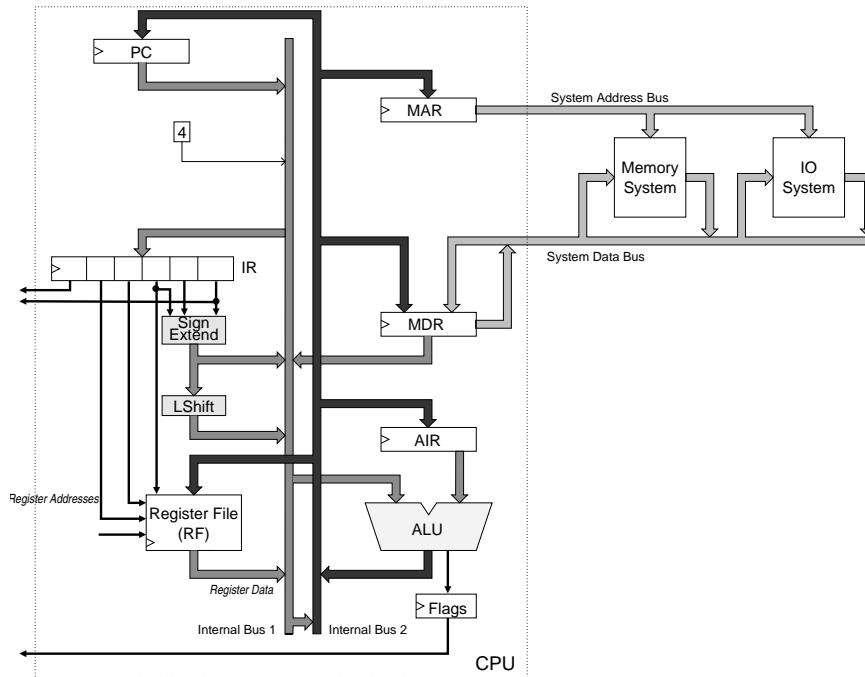 PC
MAR
System Address Bus
4
Memory
System
IO
System
System Data Bus
IR
Sign
Extend
MDR
LShift
AIR
Register Addresses
Register File
(RF)
ALU
Register Data
Flags
Internal Bus 1
Internal Bus 2
CPU